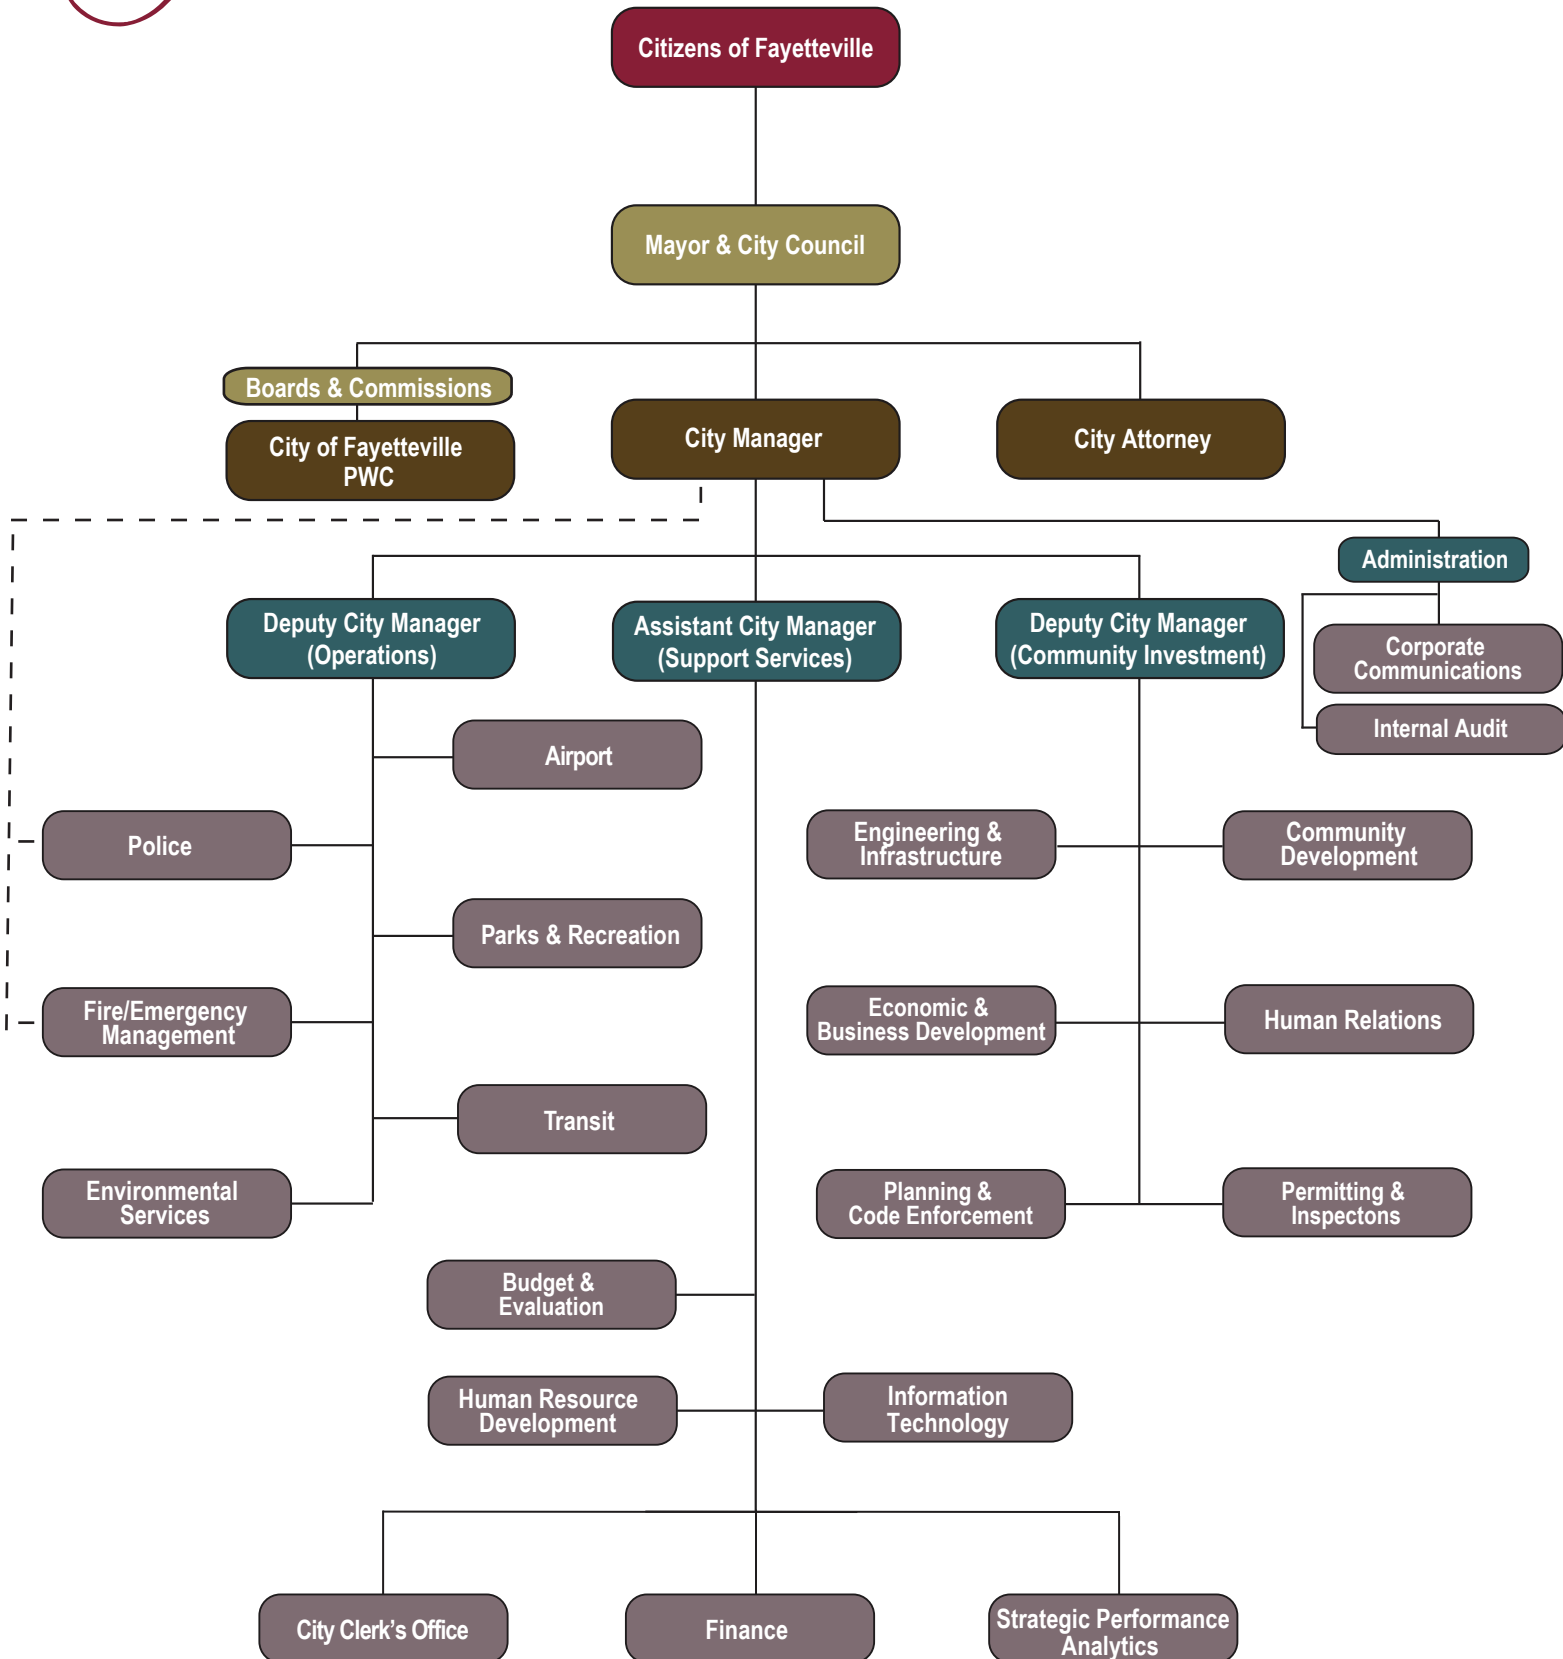 Citizens of Fayetteville
Mayor & City Council
Boards & Commissions
City of Fayetteville
PWC
City Manager
City Attorney
Administration
Deputy City Manager
(Operations)
Assistant City Manager
(Support Services)
Deputy City Manager
(Community Investment)
Corporate
Communications
Internal Audit
Airport
Police
Engineering &
Infrastructure
Community
Development
Parks & Recreation
Fire/Emergency
Management
Economic &
Business Development
Human Relations
Transit
Environmental
Services
Planning &
Code Enforcement
Permitting &
Inspectons
Budget &
Evaluation
Human Resource
Development
Information
Technology
City Clerk's Office
Finance
Strategic Performance
Analytics